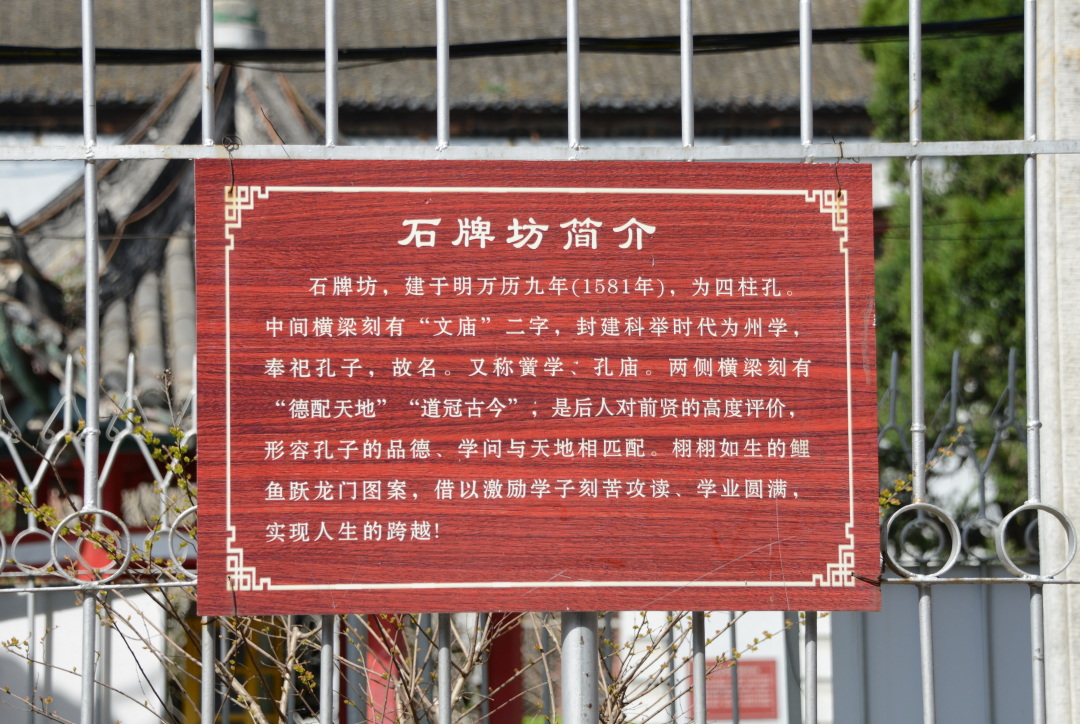 石牌坊简介
石牌坊，建于明万历九年(1581年)，为四柱孔。
中间横梁刻有“文庙”二字，封建科举时代为州学，
奉祀孔子，故名。又称黉学、孔庙。两侧横梁刻有
“德配天地”“道冠古今”；是后人对前贤的高度评价，
形容孔子的品德、学问与天地相匹配。栩栩如生的鲤
鱼跃龙门图案，借以激励学子刻苦攻读、学业圆满，
实现人生的跨越!